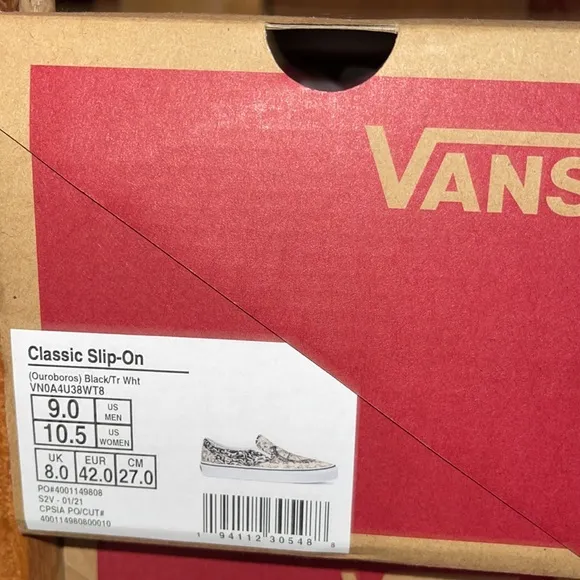 VANS
Classic Slip-On
(Ouroboros) Black/Tr Wht
VN0A4U38WT8
9.0 US MEN
10.5 US WOMEN
UK EUR CM
8.0 42.0 27.0
PO#4001149808
S2V - 01/21
CPSIA PO/CUT#
400114980800010
1 94112 30548 8